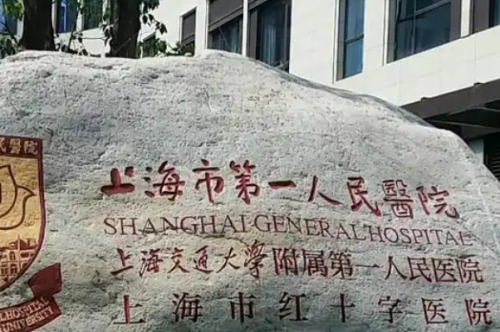 上海市第一人民醫院
SHANGHAI GENERAL HOSPITAL
上海交通大學附属第一人民医院
上海市红十字医院